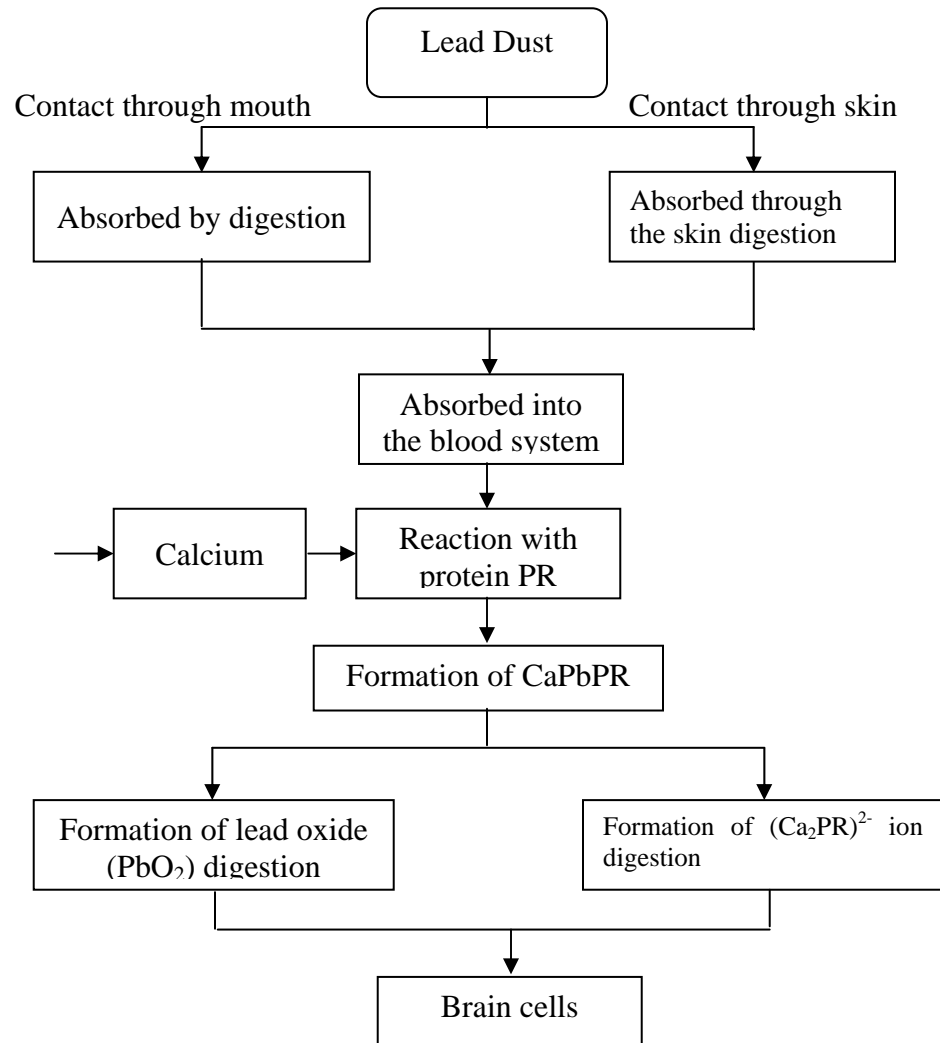 Lead Dust
Contact through mouth
Contact through skin
Absorbed by digestion
Absorbed through
the skin digestion
Absorbed into
the blood system
Calcium
Reaction with
protein PR
Formation of CaPbPR
Formation of lead oxide
(PbO₂) digestion
Formation of (Ca₂PR)²⁻ ion
digestion
Brain cells